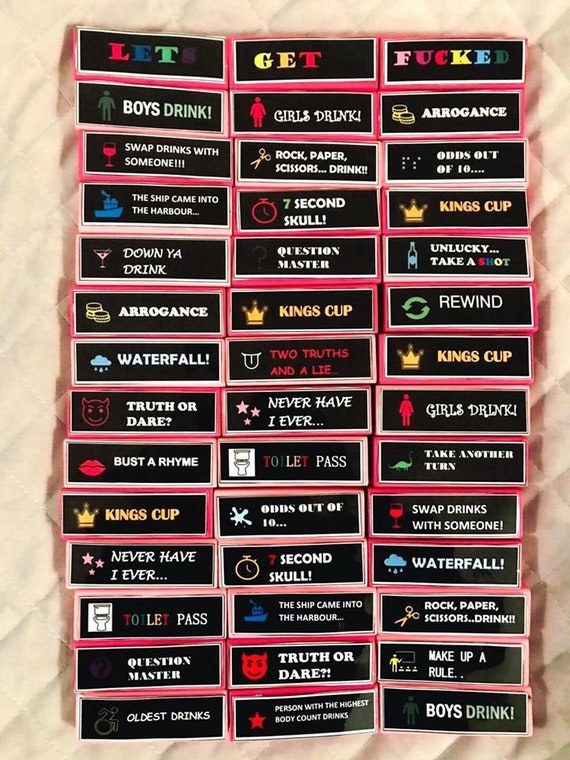 LETS
GET
FUCKED
BOYS DRINK!
GIRLS DRINK!
ARROGANCE
SWAP DRINKS WITH
SOMEONE!!!
ROCK, PAPER,
SCISSORS... DRINK!!
ODDS OUT
OF 10....
THE SHIP CAME INTO
THE HARBOUR...
7 SECOND
SKULL!
KINGS CUP
DOWN YA
DRINK
QUESTION
MASTER
UNLUCKY...
TAKE A SHOT
ARROGANCE
KINGS CUP
REWIND
WATERFALL!
TWO TRUTHS
AND A LIE...
KINGS CUP
TRUTH OR
DARE?
NEVER HAVE
I EVER...
GIRLS DRINK!
BUST A RHYME
TOILET PASS
TAKE ANOTHER
TURN
KINGS CUP
ODDS OUT OF
10...
SWAP DRINKS
WITH SOMEONE!
NEVER HAVE
I EVER...
7 SECOND
SKULL!
WATERFALL!
TOILET PASS
THE SHIP CAME INTO
THE HARBOUR...
ROCK, PAPER,
SCISSORS..DRINK!!
QUESTION
MASTER
TRUTH OR
DARE?!
MAKE UP A
RULE..
OLDEST DRINKS
PERSON WITH THE HIGHEST
BODY COUNT DRINKS
BOYS DRINK!